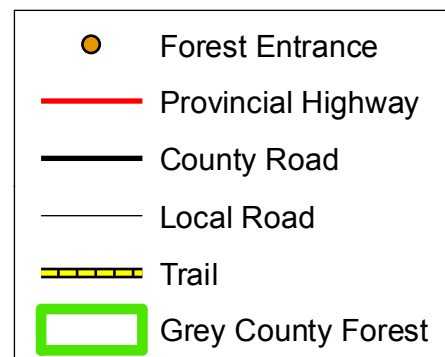 Forest Entrance
Provincial Highway
County Road
Local Road
Trail
Grey County Forest